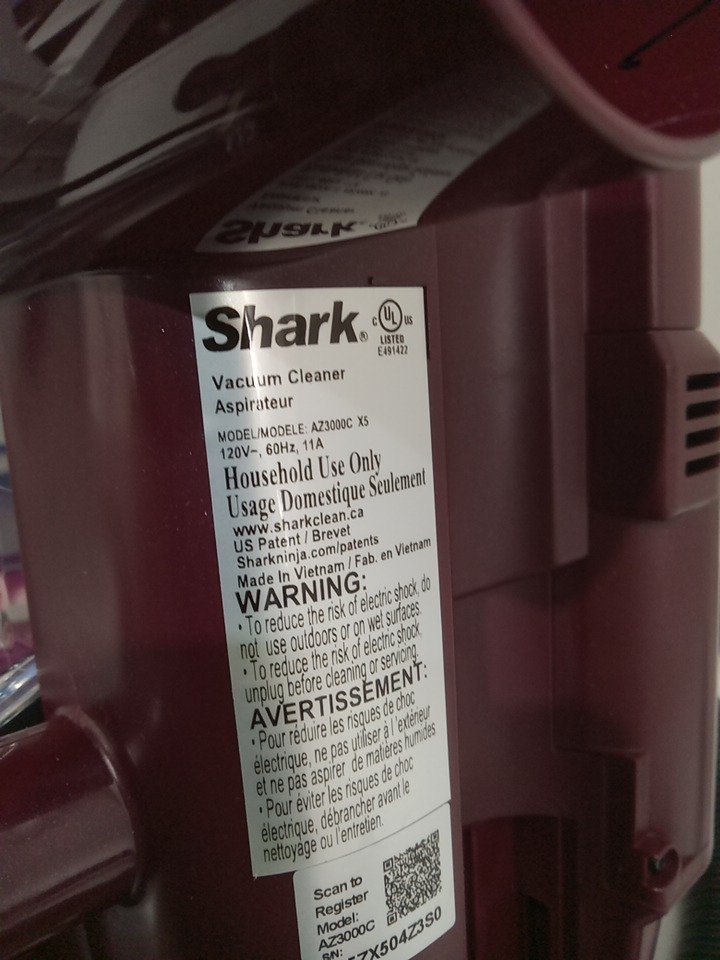 Shark®
C UL US
LISTED
E491422
Vacuum Cleaner
Aspirateur
MODEL/MODELE: AZ3000C X5
120V~, 60Hz, 11A
Household Use Only
Usage Domestique Seulement
www.sharkclean.ca
US Patent / Brevet
Sharkninja.com/patents
Made In Vietnam / Fab. en Vietnam
WARNING:
• To reduce the risk of electric shock, do
not use outdoors or on wet surfaces.
• To reduce the risk of electric shock,
unplug before cleaning or servicing.
AVERTISSEMENT:
• Pour réduire les risques de choc
électrique, ne pas utiliser à l'extérieur
et ne pas aspirer de matières humides
• Pour éviter les risques de choc
électrique, débrancher avant le
nettoyage ou l'entretien.
Scan to
Register
Model:
AZ3000C
S/N:
ZX504Z3S0